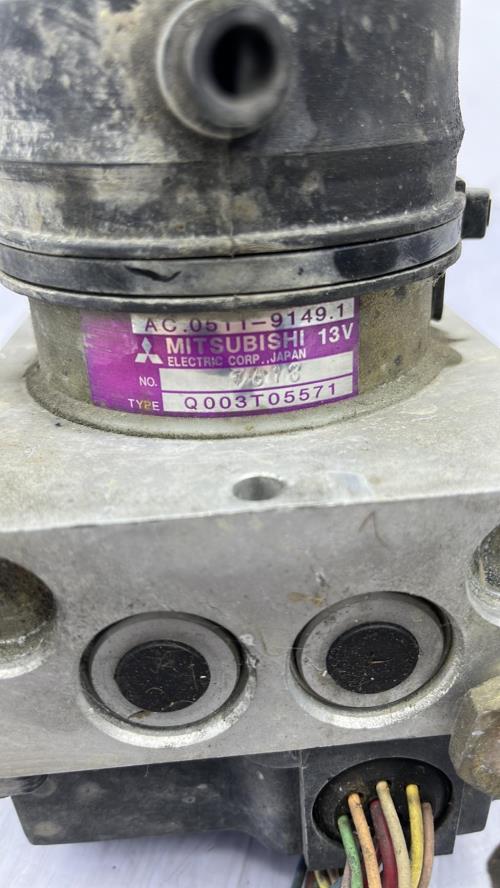 AC.0511-9149.1
MITSUBISHI 13V
ELECTRIC CORP., JAPAN
NO.
TYPE Q003T05571